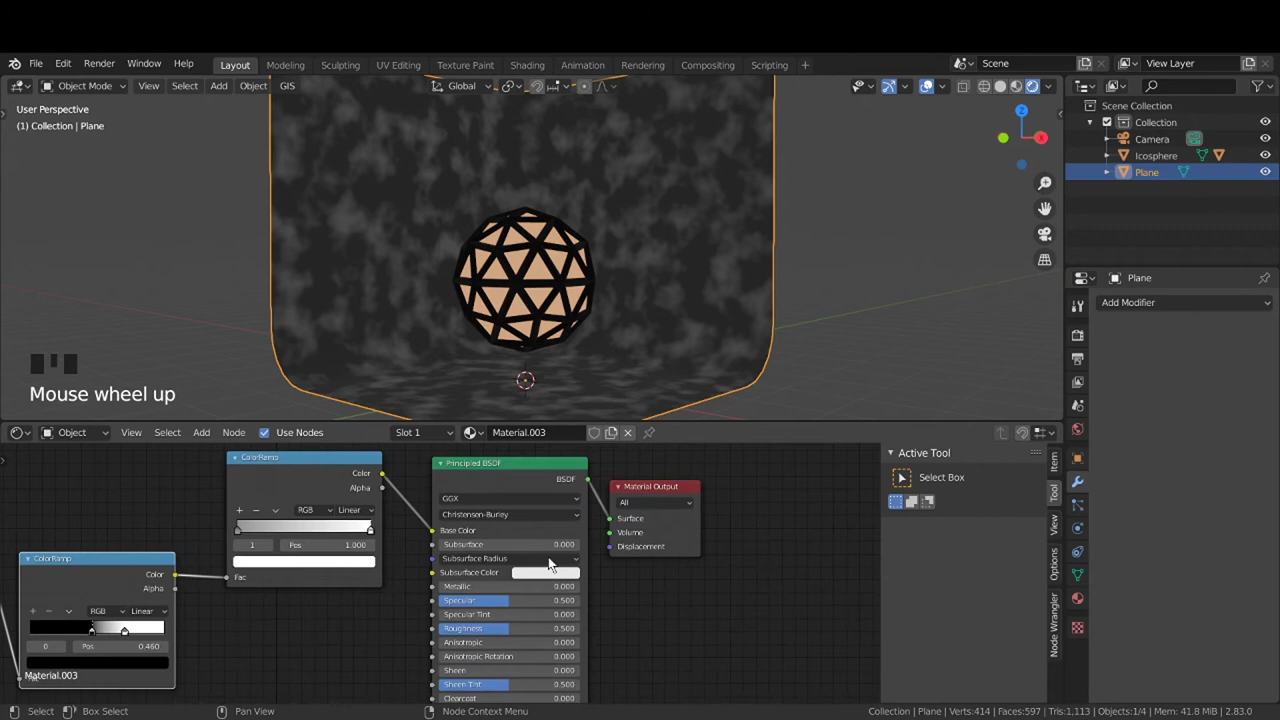 File Edit Render Window Help Layout Modeling Sculpting UV Editing Texture Paint Shading Animation Rendering Compositing Scripting + Scene View Layer
Object Mode View Select Add Object GIS Global
User Perspective
(1) Collection | Plane
Scene Collection
Collection
Camera
Icosphere
Plane
Z
X
Plane
Add Modifier
Mouse wheel up
Object View Select Add Node Use Nodes Slot 1 Material.003
ColorRamp
Color
Alpha
RGB Linear
1 Pos 1.000
Fac
ColorRamp
Color
Alpha
RGB Linear
0 Pos 0.460
Material.003
Principled BSDF
BSDF
GGX
Christensen-Burley
Base Color
Subsurface 0.000
Subsurface Radius
Subsurface Color
Metallic 0.000
Specular 0.500
Specular Tint 0.000
Roughness 0.500
Anisotropic 0.000
Anisotropic Rotation 0.000
Sheen 0.000
Sheen Tint 0.500
Clearcoat 0.000
Material Output
All
Surface
Volume
Displacement
Active Tool
Select Box
Item
Tool
View
Options
Node Wrangler
Select Box Select Pan View Node Context Menu Collection | Plane | Verts:414 | Faces:597 | Tris:1,113 | Objects:1/4 | Mem: 41.8 MiB | 2.83.0